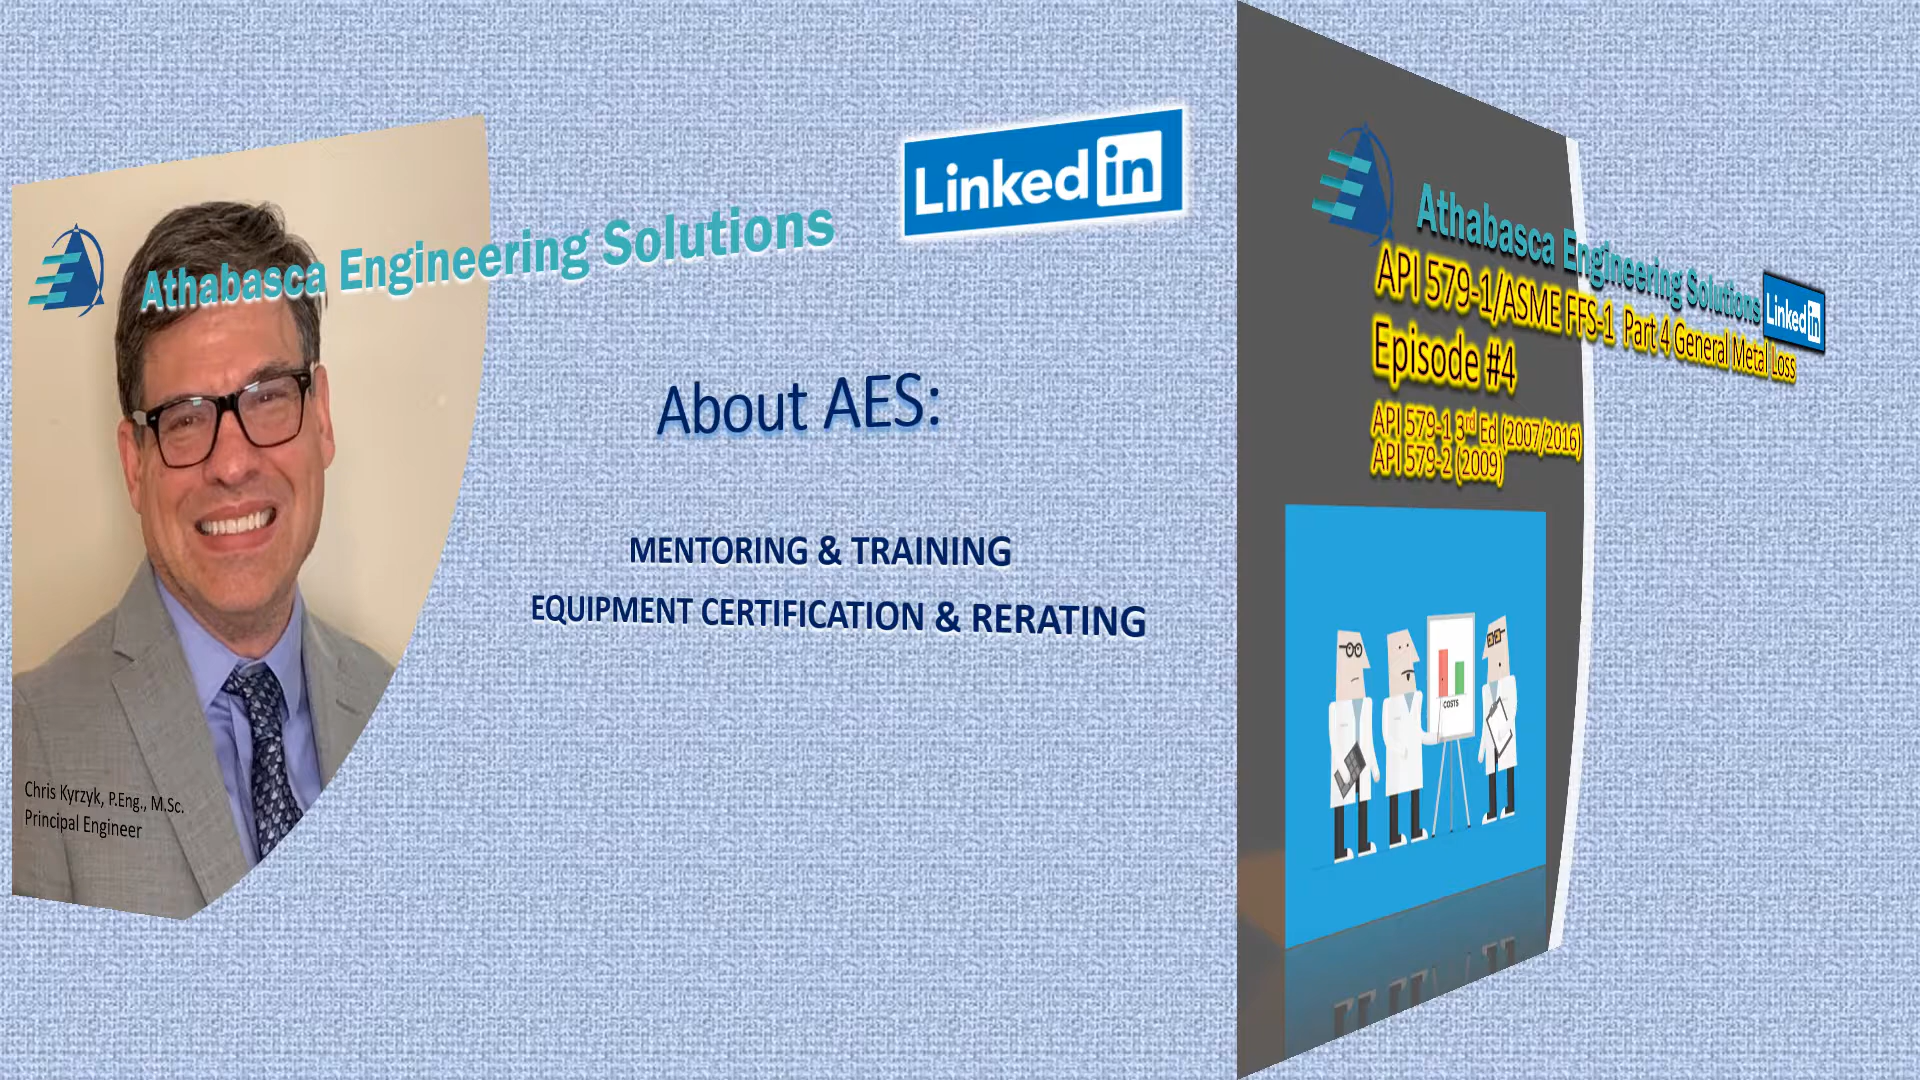 Athabasca Engineering Solutions
Linked in
About AES:
MENTORING & TRAINING
EQUIPMENT CERTIFICATION & RERATING
Chris Kyrzyk, P.Eng., M.Sc.
Principal Engineer
Athabasca Engineering Solutions
Linked in
API 579-1/ASME FFS-1 Part 4 General Metal Loss
Episode #4
API 579-1 3rd Ed (2007/2016)
API 579-2 (2009)
COSTS